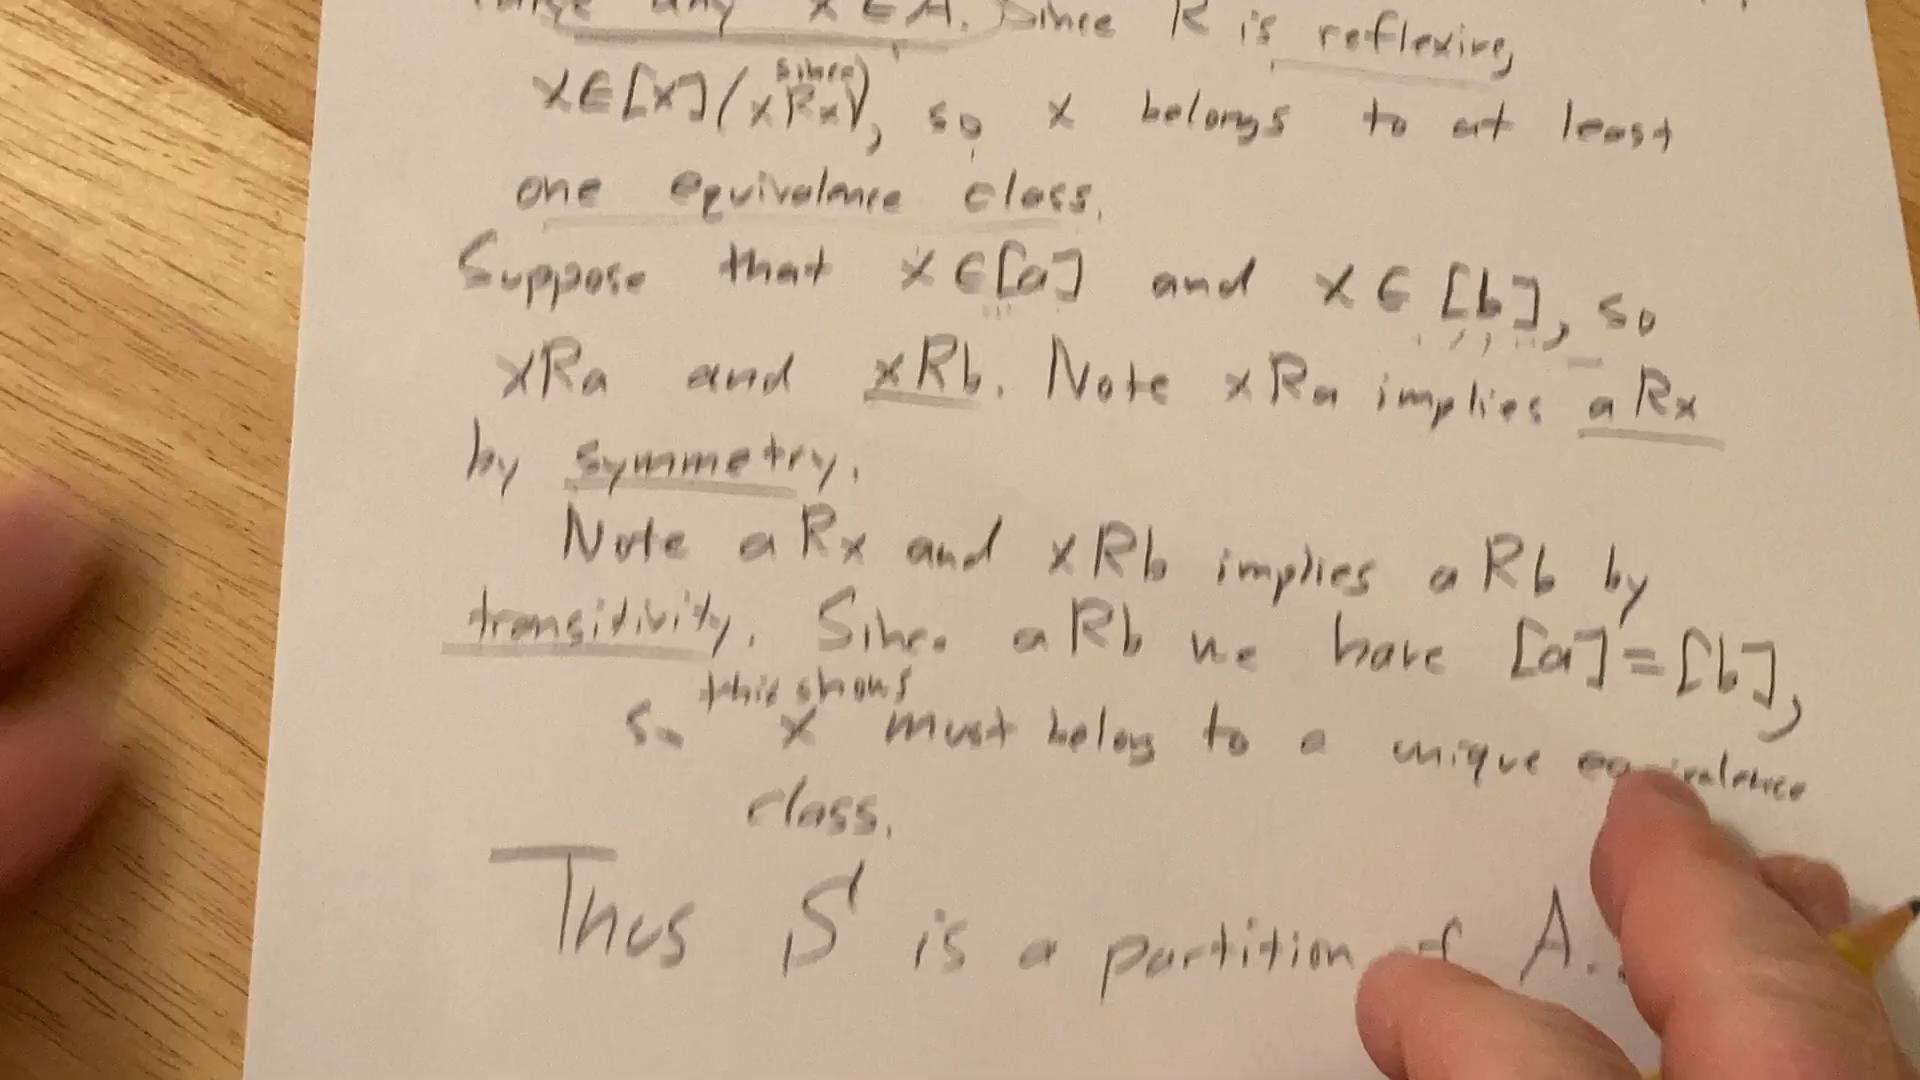 any x ∈ A. Since R is reflexive,
x∈[x] (since xRx), so x belongs to at least
one equivalence class.
Suppose that x ∈ [a] and x ∈ [b], so
xRa and xRb. Note xRa implies aRx
by symmetry.
Note aRx and xRb implies aRb by
transitivity. Since aRb we have [a] = [b],
so this shows x must belong to a unique equivalence
class.
Thus S is a partition of A.